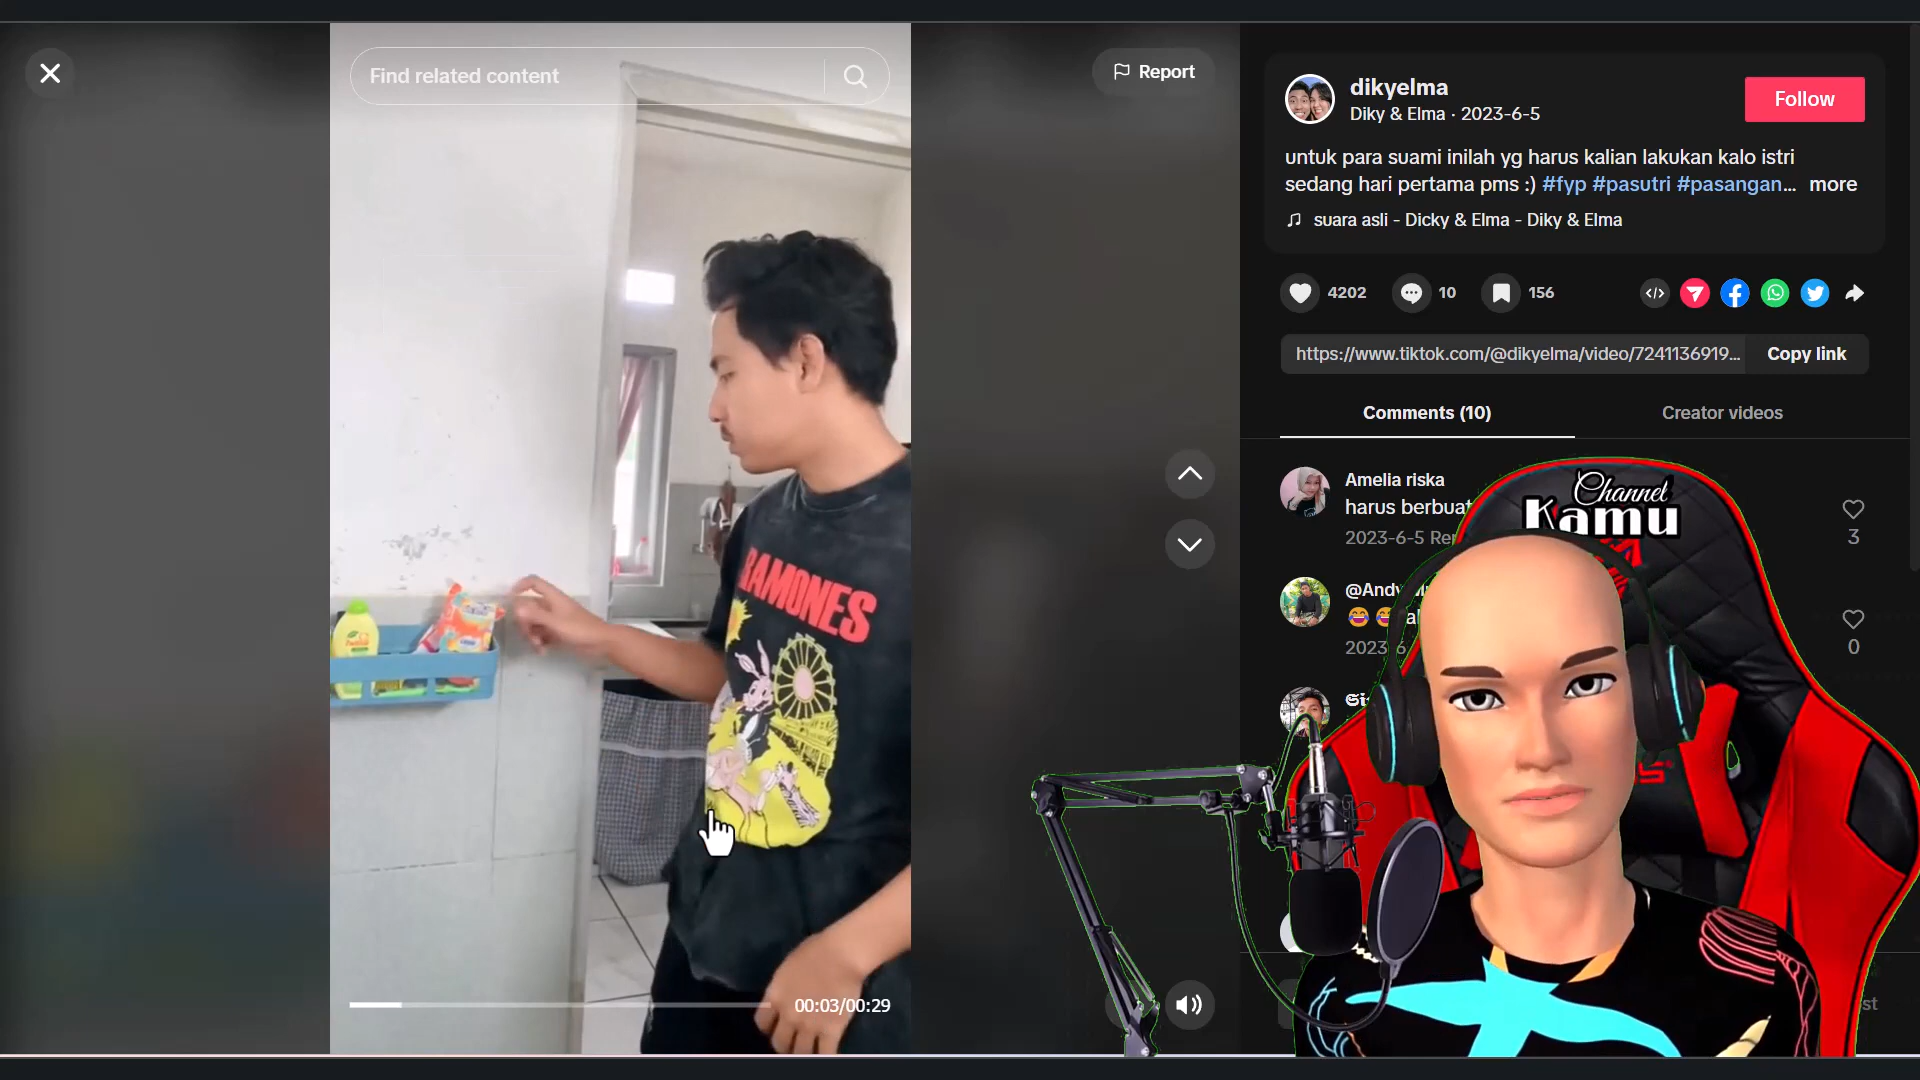 Find related content
Report
dikyelma
Diky & Elma · 2023-6-5
Follow
untuk para suami inilah yg harus kalian lakukan kalo istri
sedang hari pertama pms :) #fyp #pasutri #pasangan... more
suara asli - Dicky & Elma - Diky & Elma
4202
10
156
https://www.tiktok.com/@dikyelma/video/7241136919...
Copy link
Comments (10)
Creator videos
Amelia riska
harus berbuat
2023-6-5
3
0
Channel
Kamu
RAMONES
00:03/00:29